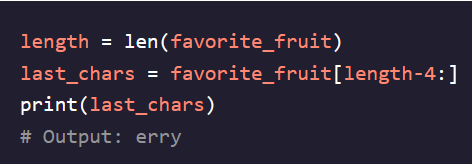 length = len(favorite_fruit)
last_chars = favorite_fruit[length-4:]
print(last_chars)
# Output: erry